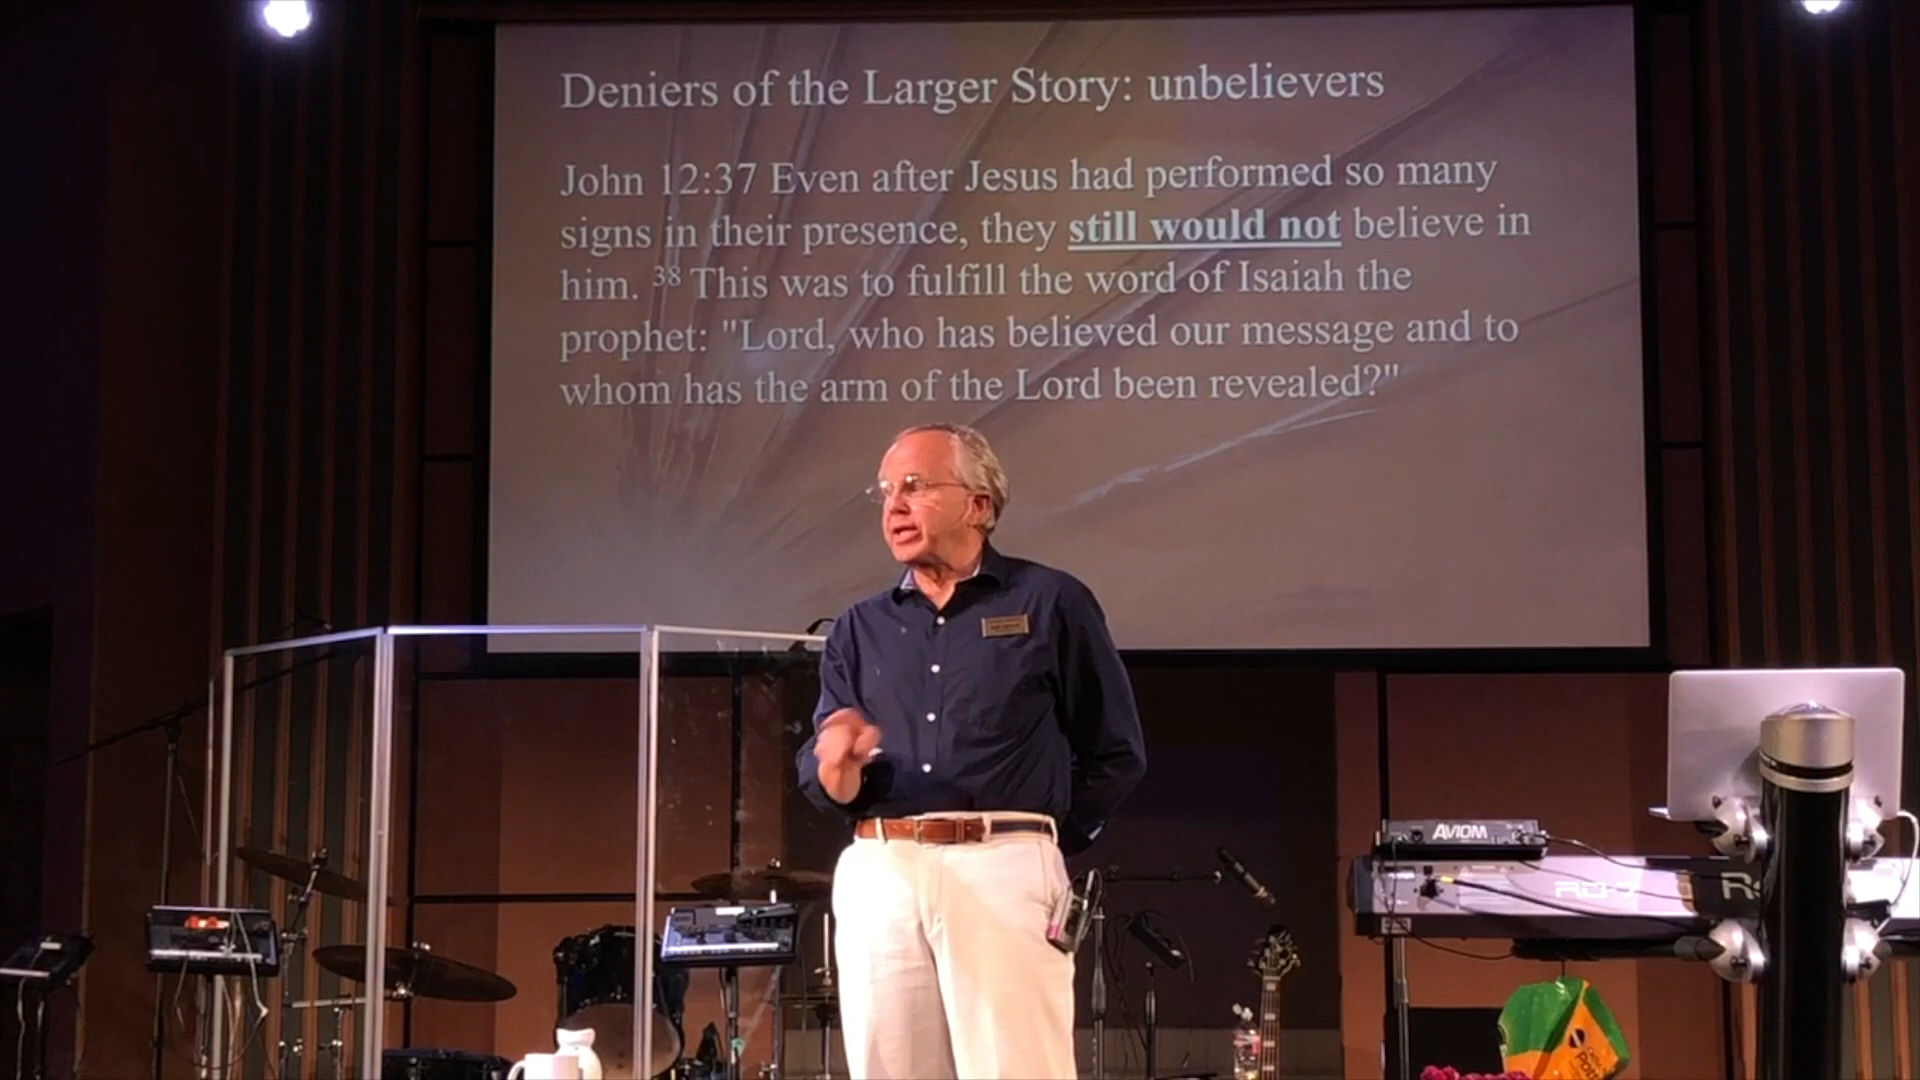 Deniers of the Larger Story: unbelievers
John 12:37 Even after Jesus had performed so many
signs in their presence, they still would not believe in
him. 38 This was to fulfill the word of Isaiah the
prophet: "Lord, who has believed our message and to
whom has the arm of the Lord been revealed?"
AVIOM